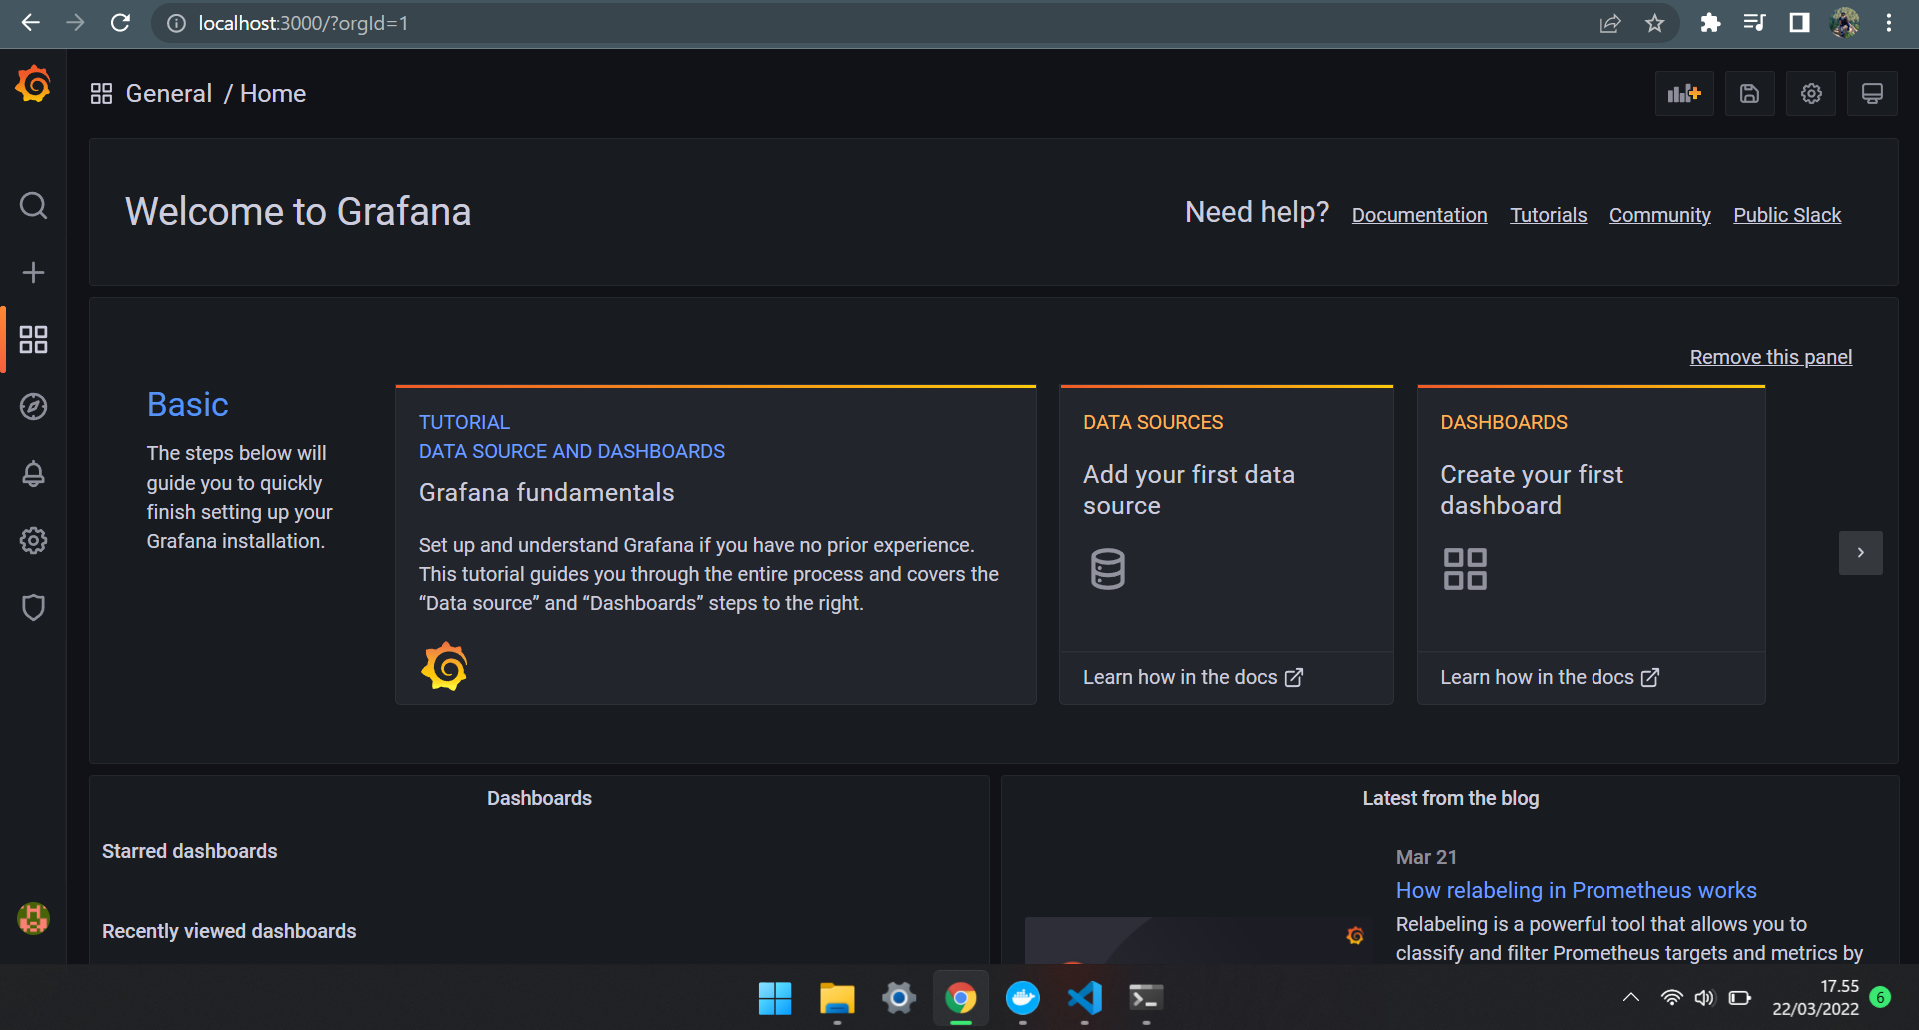 localhost:3000/?orgId=1
General / Home
Welcome to Grafana
Need help? Documentation Tutorials Community Public Slack
Remove this panel
Basic
The steps below will
guide you to quickly
finish setting up your
Grafana installation.
TUTORIAL
DATA SOURCE AND DASHBOARDS
Grafana fundamentals
Set up and understand Grafana if you have no prior experience.
This tutorial guides you through the entire process and covers the
“Data source” and “Dashboards” steps to the right.
DATA SOURCES
Add your first data
source
Learn how in the docs
DASHBOARDS
Create your first
dashboard
Learn how in the docs
Dashboards
Starred dashboards
Recently viewed dashboards
Latest from the blog
Mar 21
How relabeling in Prometheus works
Relabeling is a powerful tool that allows you to
classify and filter Prometheus targets and metrics by
17.55
22/03/2022
6